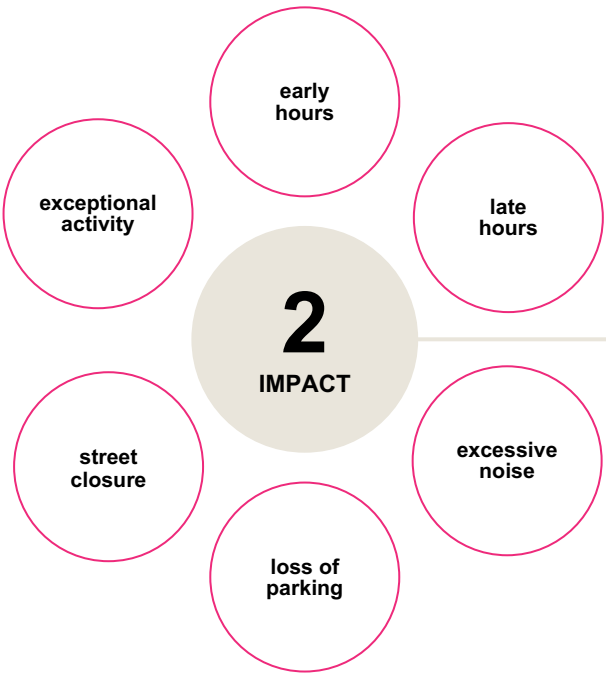 early
hours
exceptional
activity
late
hours
2
IMPACT
street
closure
excessive
noise
loss of
parking